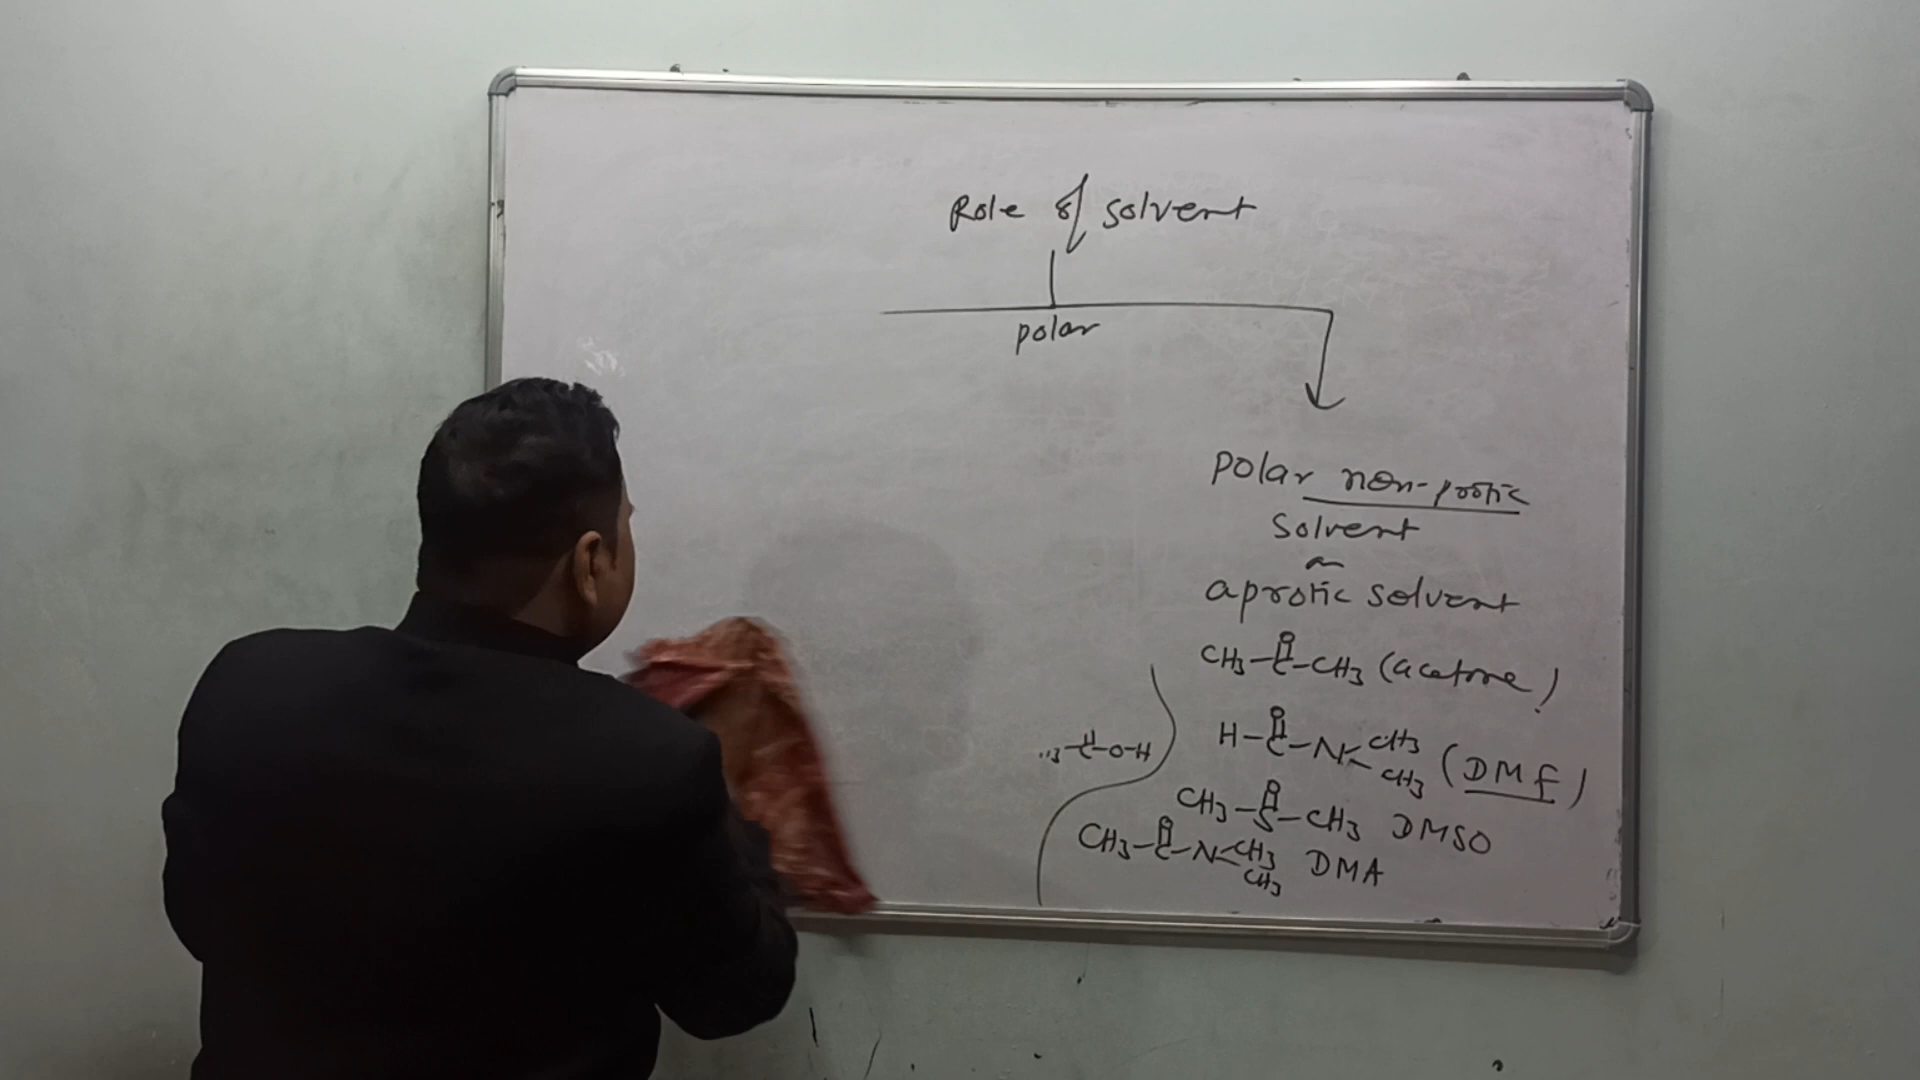 Role of solvent
polar
polar non-protic
solvent
or
aprotic solvent
O
CH3-C-CH3 (acetone)
O
H-C-N-CH3 (DMF)
CH3
O
CH3-S-CH3 DMSO
O
CH3-C-N-CH3 DMA
CH3
-C-O-H